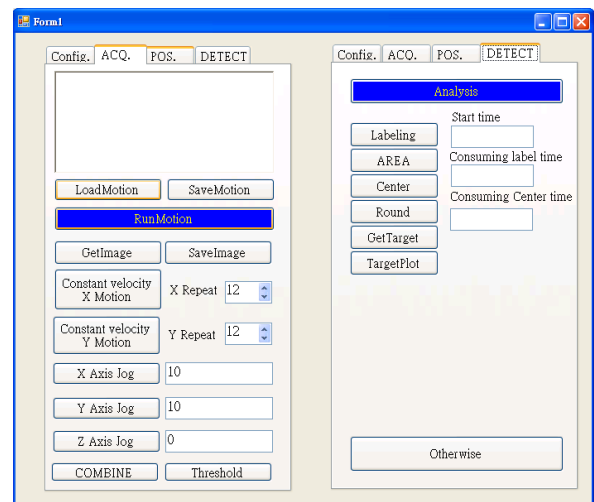 Form1
Config. ACQ. POS. DETECT
LoadMotion SaveMotion
RunMotion
GetImage SaveImage
Constant velocity
X Motion
X Repeat 12
Constant velocity
Y Motion
Y Repeat 12
X Axis Jog 10
Y Axis Jog 10
Z Axis Jog 0
COMBINE Threshold
Config. ACQ. POS. DETECT
Analysis
Labeling
AREA
Center
Round
GetTarget
TargetPlot
Start time
Consuming label time
Consuming Center time
Otherwise